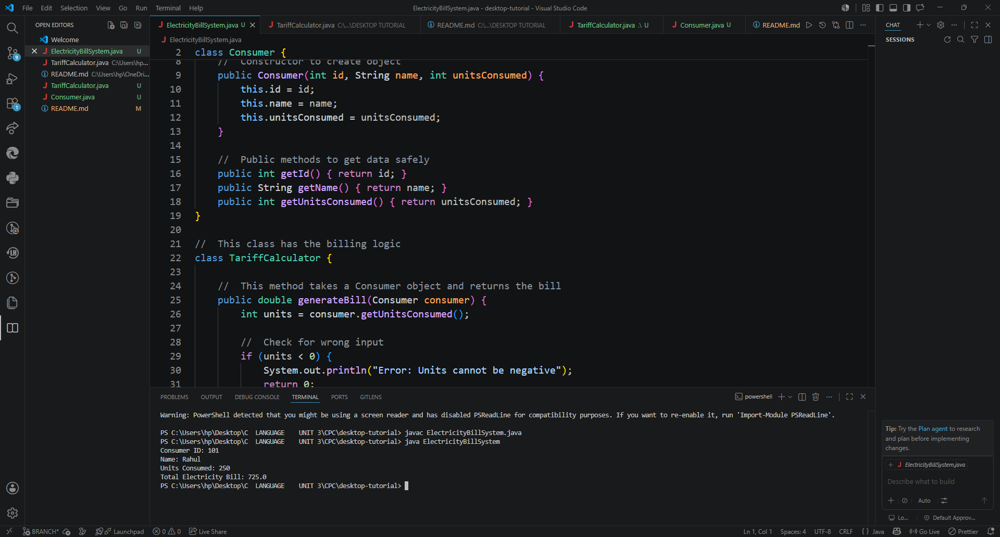 File Edit Selection View Go Run Terminal Help
ElectricityBillSystem.java - desktop-tutorial - Visual Studio Code
OPEN EDITORS
Welcome
ElectricityBillSystem.java U
TariffCalculator.java C:\Users\hp...
README.md C:\Users\hp\OneDri...
TariffCalculator.java U
Consumer.java U
README.md M
9
1
ElectricityBillSystem.java U
TariffCalculator.java C:\...\DESKTOP TUTORIAL
README.md C:\...\DESKTOP TUTORIAL
TariffCalculator.java .\ U
Consumer.java U
README.md
ElectricityBillSystem.java
2 class Consumer {
8 // Constructor to create object
9 public Consumer(int id, String name, int unitsConsumed) {
10 this.id = id;
11 this.name = name;
12 this.unitsConsumed = unitsConsumed;
13 }
14
15 // Public methods to get data safely
16 public int getId() { return id; }
17 public String getName() { return name; }
18 public int getUnitsConsumed() { return unitsConsumed; }
19 }
20
21 // This class has the billing logic
22 class TariffCalculator {
23
24 // This method takes a Consumer object and returns the bill
25 public double generateBill(Consumer consumer) {
26 int units = consumer.getUnitsConsumed();
27
28 // Check for wrong input
29 if (units < 0) {
30 System.out.println("Error: Units cannot be negative");
31 return 0;
PROBLEMS OUTPUT DEBUG CONSOLE TERMINAL PORTS GITLENS
powershell
Warning: PowerShell detected that you might be using a screen reader and has disabled PSReadLine for compatibility purposes. If you want to re-enable it, run 'Import-Module PSReadLine'.
PS C:\Users\hp\Desktop\C LANGUAGE UNIT 3\CPC\desktop-tutorial> javac ElectricityBillSystem.java
PS C:\Users\hp\Desktop\C LANGUAGE UNIT 3\CPC\desktop-tutorial> java ElectricityBillSystem
Consumer ID: 101
Name: Rahul
Units Consumed: 250
Total Electricity Bill: 725.0
PS C:\Users\hp\Desktop\C LANGUAGE UNIT 3\CPC\desktop-tutorial>
CHAT
SESSIONS
Tip: Try the Plan agent to research
and plan before implementing
changes.
ElectricityBillSystem.java
Describe what to build
Auto
Lo...
Default Approv...
BRANCH* Launchpad 0 0 Live Share
Ln 1, Col 1 Spaces: 4 UTF-8 CRLF { } Java Go Live Prettier